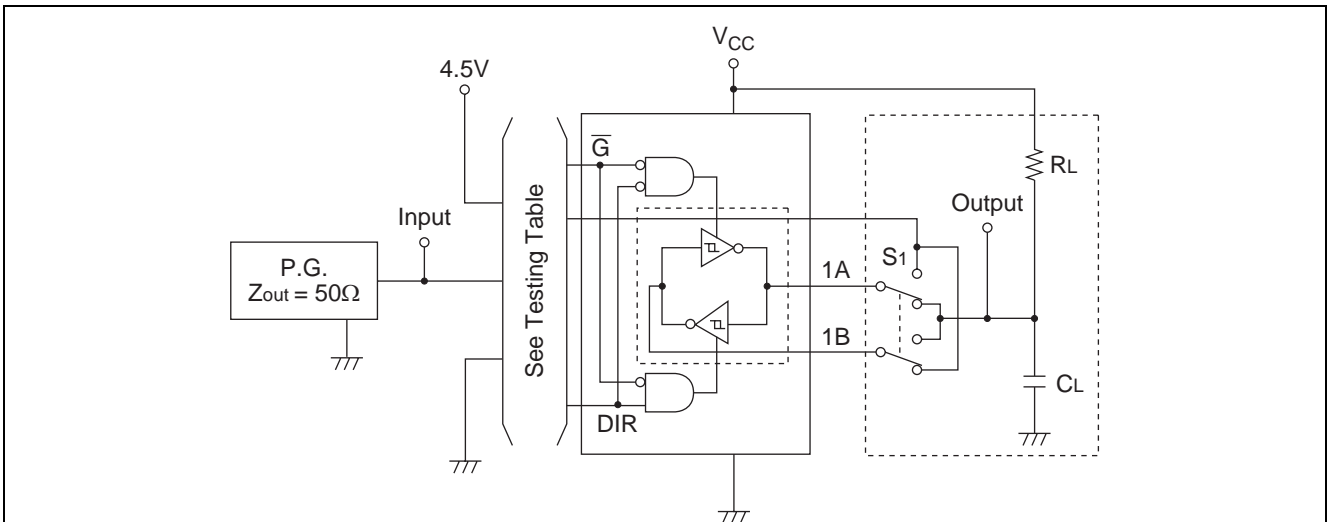 VCC
4.5V
G
Input
P.G.
Zout = 50Ω
See Testing Table
DIR
1A
1B
S1
Output
RL
CL